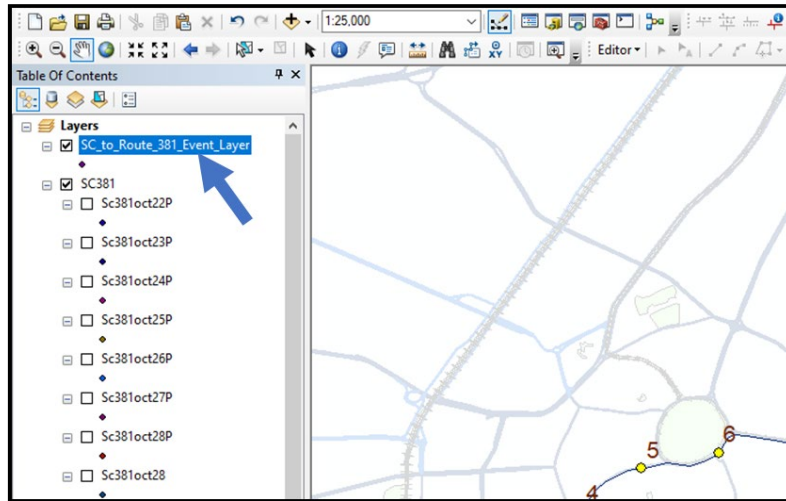 1:25,000
Editor
Table Of Contents
Layers
SC_to_Route_381_Event_Layer
SC381
Sc381oct22P
Sc381oct23P
Sc381oct24P
Sc381oct25P
Sc381oct26P
Sc381oct27P
Sc381oct28P
Sc381oct28
6
5
4